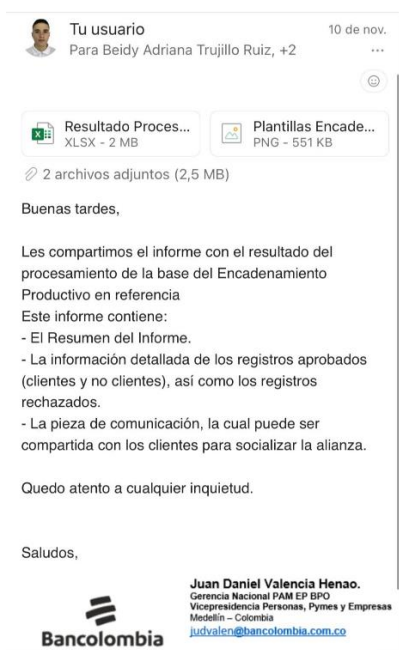 Tu usuario
10 de nov.
Para Beidy Adriana Trujillo Ruiz, +2
Resultado Proces...
XLSX - 2 MB
Plantillas Encade...
PNG - 551 KB
2 archivos adjuntos (2,5 MB)
Buenas tardes,
Les compartimos el informe con el resultado del
procesamiento de la base del Encadenamiento
Productivo en referencia
Este informe contiene:
- El Resumen del Informe.
- La información detallada de los registros aprobados
(clientes y no clientes), así como los registros
rechazados.
- La pieza de comunicación, la cual puede ser
compartida con los clientes para socializar la alianza.
Quedo atento a cualquier inquietud.
Saludos,
Bancolombia
Juan Daniel Valencia Henao.
Gerencia Nacional PAM EP BPO
Vicepresidencia Personas, Pymes y Empresas
Medellín – Colombia
judvalen@bancolombia.com.co